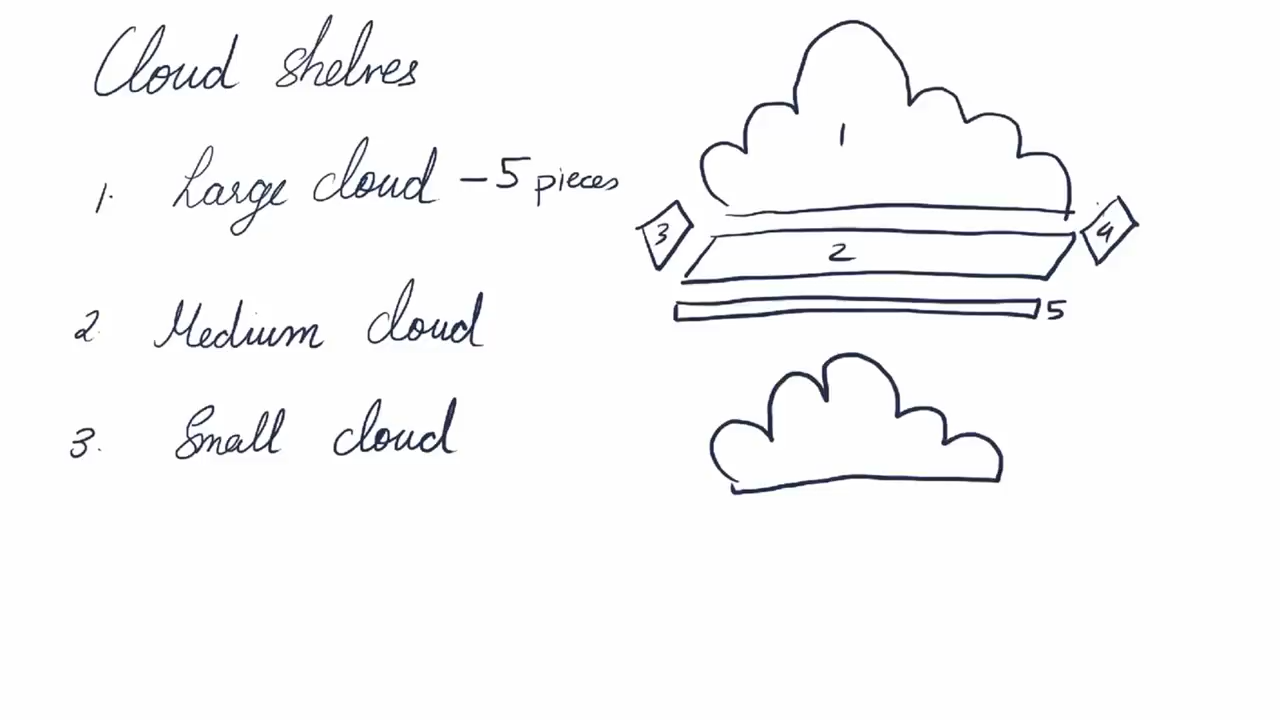 Cloud shelves
1. Large cloud - 5 pieces
2. Medium cloud
3. Small cloud
1
3
2
4
5